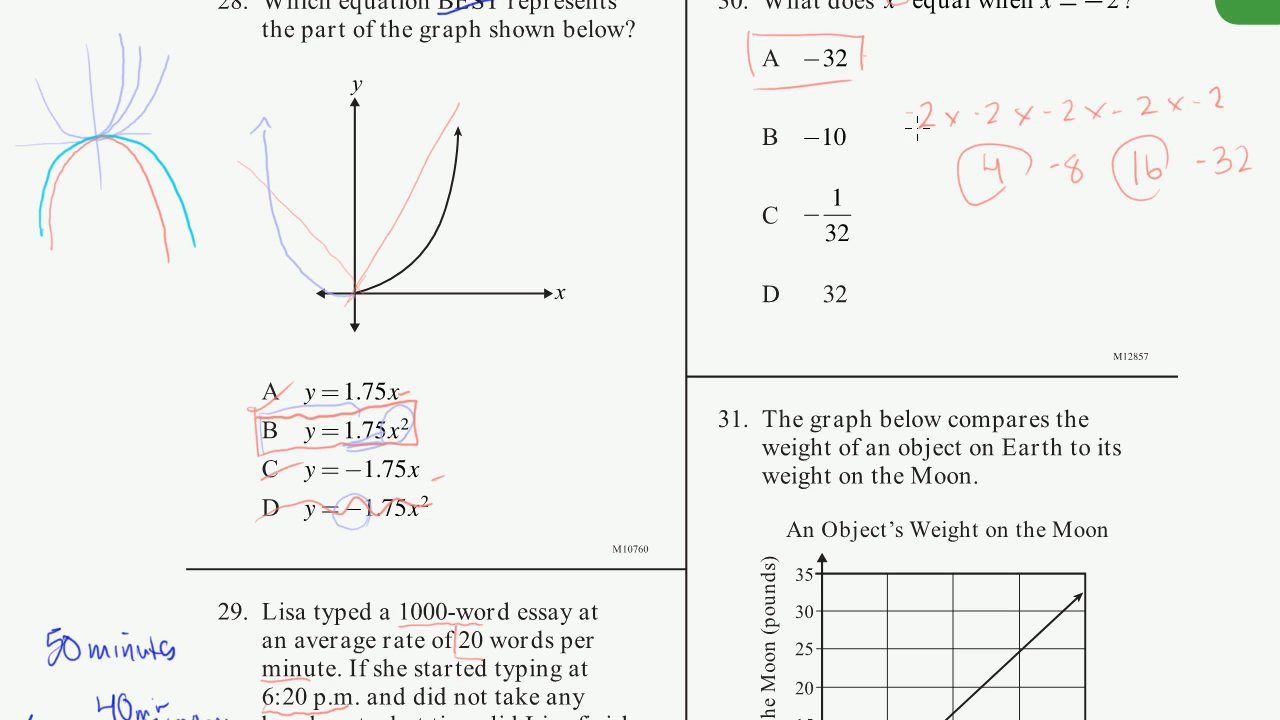 28. Which equation BEST represents
the part of the graph shown below?
y
x
A y = 1.75x
B y = 1.75x²
C y = −1.75x
D y = −1.75x²
M10760
29. Lisa typed a 1000-word essay at
an average rate of 20 words per
minute. If she started typing at
6:20 p.m. and did not take any
50 minutes
40 min
30. What does x equal when x = −2?
A −32
B −10
C −1/32
D 32
-2 x -2 x -2 x -2 x -2
4 -8 16 -32
M12857
31. The graph below compares the
weight of an object on Earth to its
weight on the Moon.
An Object’s Weight on the Moon
he Moon (pounds)
35
30
25
20